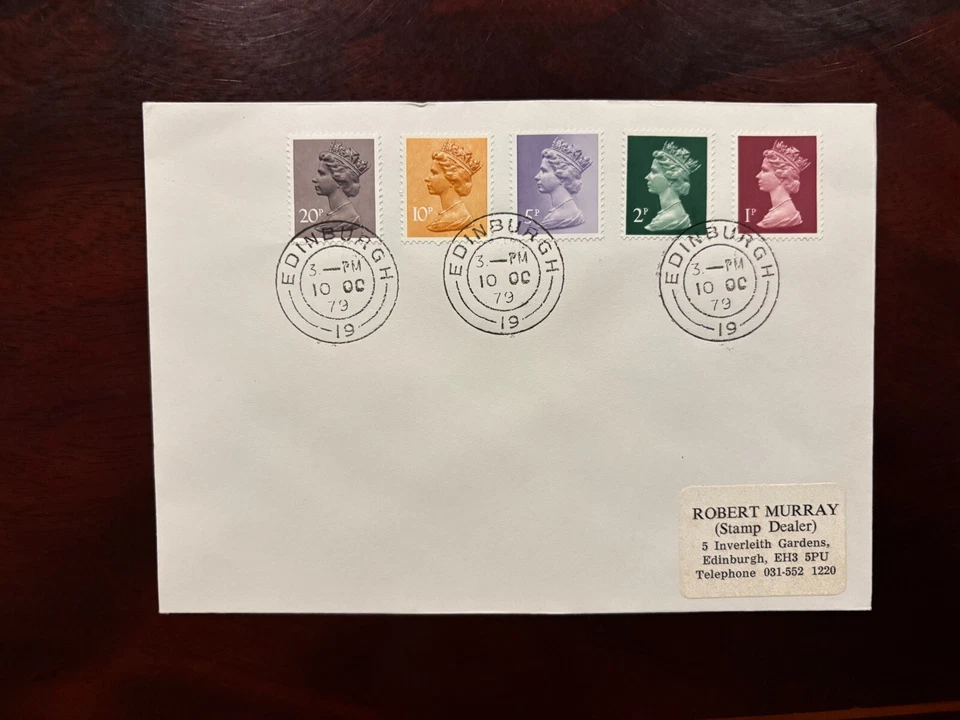 20P
10P
5P
2P
1P
EDINBURGH
3.—PM
10 OC
79
19
EDINBURGH
3.—PM
10 OC
79
19
EDINBURGH
3.—PM
10 OC
79
19
ROBERT MURRAY
(Stamp Dealer)
5 Inverleith Gardens,
Edinburgh, EH3 5PU
Telephone 031-552 1220